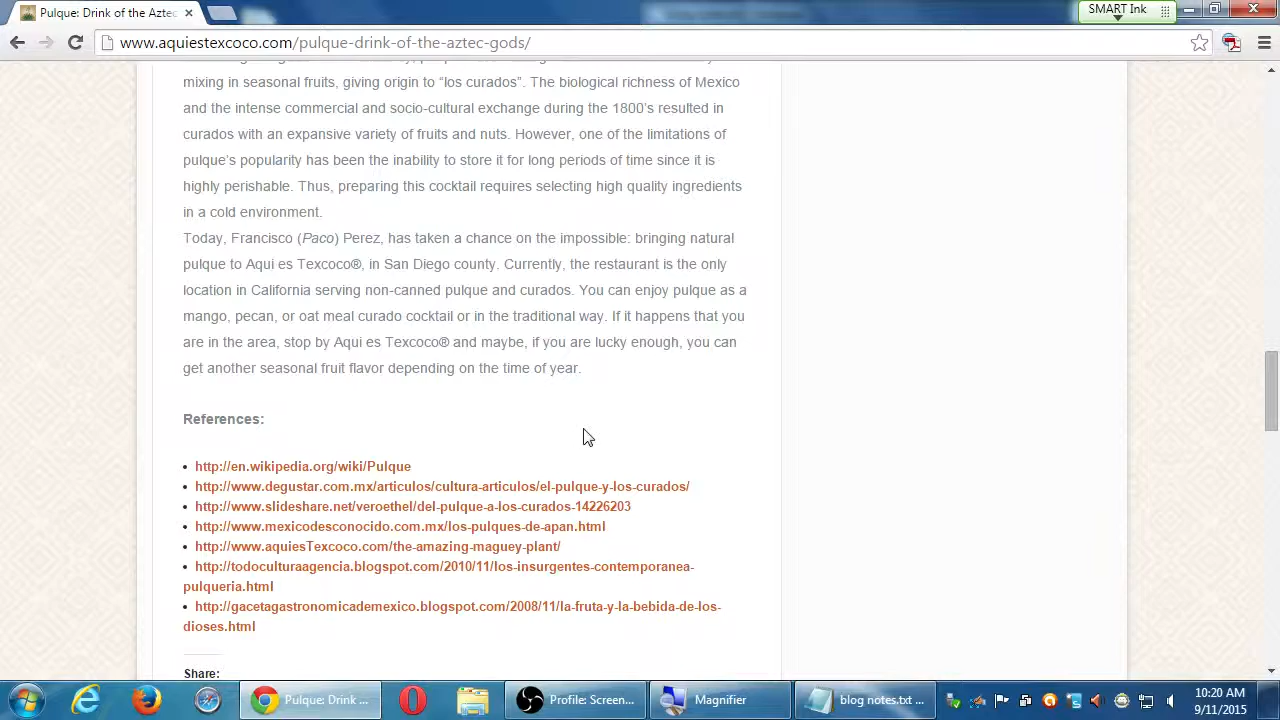 Pulque: Drink of the Aztec
SMART Ink
www.aquiestexcoco.com/pulque-drink-of-the-aztec-gods/
mixing in seasonal fruits, giving origin to “los curados”. The biological richness of Mexico
and the intense commercial and socio-cultural exchange during the 1800’s resulted in
curados with an expansive variety of fruits and nuts. However, one of the limitations of
pulque’s popularity has been the inability to store it for long periods of time since it is
highly perishable. Thus, preparing this cocktail requires selecting high quality ingredients
in a cold environment.
Today, Francisco (Paco) Perez, has taken a chance on the impossible: bringing natural
pulque to Aqui es Texcoco®, in San Diego county. Currently, the restaurant is the only
location in California serving non-canned pulque and curados. You can enjoy pulque as a
mango, pecan, or oat meal curado cocktail or in the traditional way. If it happens that you
are in the area, stop by Aqui es Texcoco® and maybe, if you are lucky enough, you can
get another seasonal fruit flavor depending on the time of year.
References:
• http://en.wikipedia.org/wiki/Pulque
• http://www.degustar.com.mx/articulos/cultura-articulos/el-pulque-y-los-curados/
• http://www.slideshare.net/veroethel/del-pulque-a-los-curados-14226203
• http://www.mexicodesconocido.com.mx/los-pulques-de-apan.html
• http://www.aquiesTexcoco.com/the-amazing-maguey-plant/
• http://todoculturaagencia.blogspot.com/2010/11/los-insurgentes-contemporanea-
pulqueria.html
• http://gacetagastronomicademexico.blogspot.com/2008/11/la-fruta-y-la-bebida-de-los-
dioses.html
Share:
Pulque: Drink ...
Profile: Screen...
Magnifier
blog notes.txt ...
10:20 AM
9/11/2015